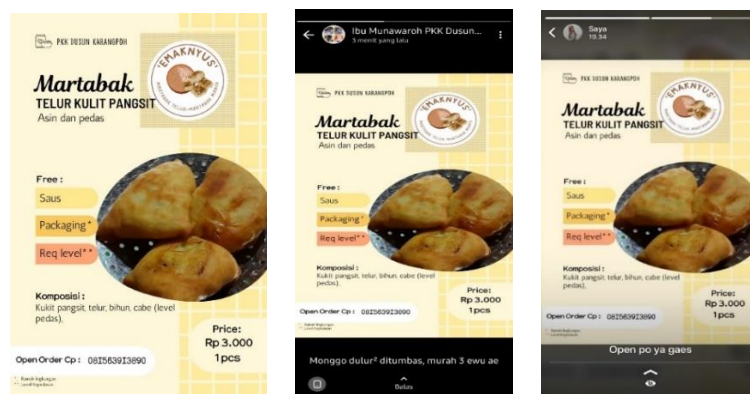 PKK DUSUN KARANGPOH
EMAKNYUS
Martabak
TELUR KULIT PANGSIT
Asin dan pedas
Free :
Saus
Packaging*
Req level**
Komposisi :
Kukit pangsit, telur, bihun, cabe (level
pedas),
Price:
Rp 3.000
1pcs
Open Order Cp : 081563913890
Ibu Munawaroh PKK Dusun...
3 menit yang lalu
PKK DUSUN KARANGPOH
EMAKNYUS
Martabak
TELUR KULIT PANGSIT
Asin dan pedas
Free :
Saus
Packaging*
Req level**
Komposisi :
Kukit pangsit, telur, bihun, cabe (level
pedas),
Price:
Rp 3.000
1pcs
Open Order Cp : 081563913890
Monggo dulur² ditumbas, murah 3 ewu ae
Balas
Saya
19.34
PKK DUSUN KARANGPOH
EMAKNYUS
Martabak
TELUR KULIT PANGSIT
Asin dan pedas
Free :
Saus
Packaging*
Req level**
Komposisi :
Kukit pangsit, telur, bihun, cabe (level
pedas),
Price:
Rp 3.000
1pcs
Open Order Cp : 081563913890
Open po ya gaes